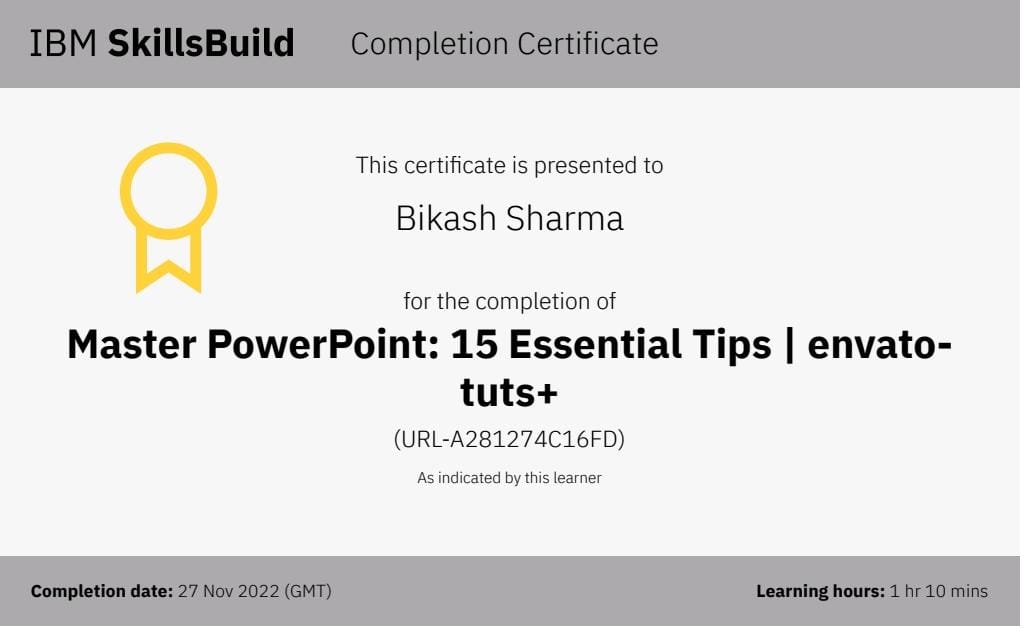 IBM SkillsBuild Completion Certificate
This certificate is presented to
Bikash Sharma
for the completion of
Master PowerPoint: 15 Essential Tips | envato-
tuts+
(URL-A281274C16FD)
As indicated by this learner
Completion date: 27 Nov 2022 (GMT) Learning hours: 1 hr 10 mins